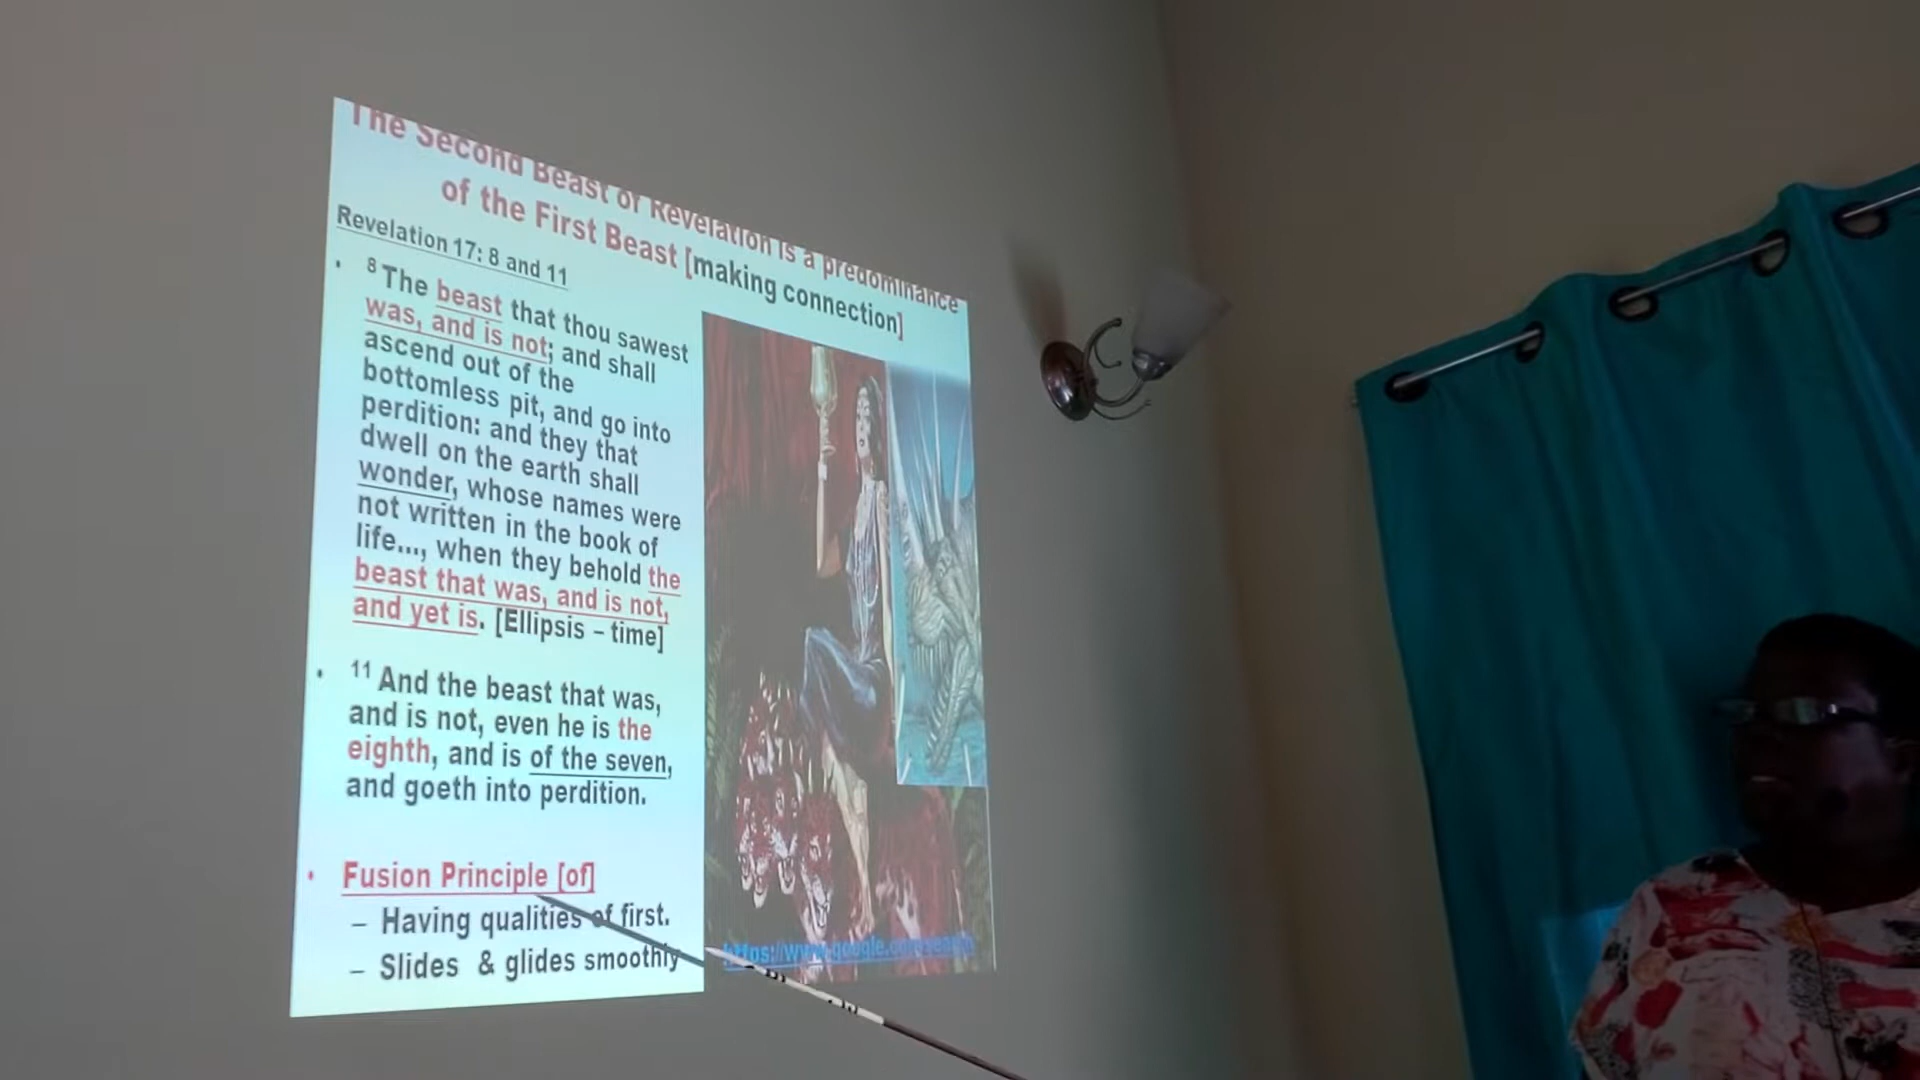 The Second Beast of Revelation is a predominance
of the First Beast [making connection]
Revelation 17: 8 and 11
• 8 The beast that thou sawest
was, and is not; and shall
ascend out of the
bottomless pit, and go into
perdition: and they that
dwell on the earth shall
wonder, whose names were
not written in the book of
life..., when they behold the
beast that was, and is not,
and yet is. [Ellipsis – time]
• 11 And the beast that was,
and is not, even he is the
eighth, and is of the seven,
and goeth into perdition.
• Fusion Principle [of]
– Having qualities of first.
– Slides & glides smoothly
https://www.google.com/search